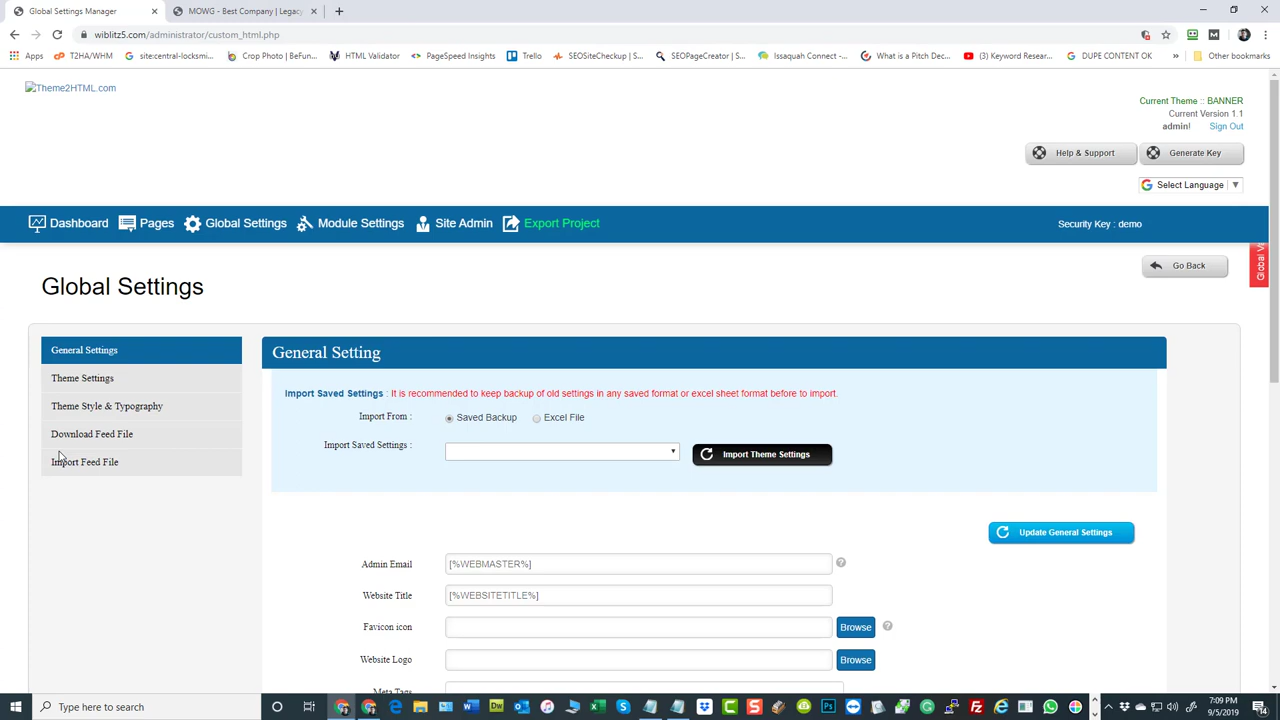 Global Settings Manager
MOWG - Best Company | Legacy
wiblitz5.com/administrator/custom_html.php
Apps
T2HA/WHM
site:central-locksmi...
Crop Photo | BeFun...
HTML Validator
PageSpeed Insights
Trello
SEOSiteCheckup | S...
SEOPageCreator | S...
Issaquah Connect -...
What is a Pitch Dec...
(3) Keyword Resear...
DUPE CONTENT OK
»
Other bookmarks
Theme2HTML.com
Current Theme :: BANNER
Current Version 1.1
admin! Sign Out
Help & Support
Generate Key
Select Language
Dashboard
Pages
Global Settings
Module Settings
Site Admin
Export Project
Security Key : demo
Go Back
Global Settings
General Settings
Theme Settings
Theme Style & Typography
Download Feed File
Import Feed File
General Setting
Import Saved Settings : It is recommended to keep backup of old settings in any saved format or excel sheet format before to import.
Import From : Saved Backup Excel File
Import Saved Settings :
Import Theme Settings
Update General Settings
Admin Email [%WEBMASTER%]
Website Title [%WEBSITETITLE%]
Favicon icon Browse
Website Logo Browse
Meta Tags
Type here to search
7:09 PM
9/5/2019